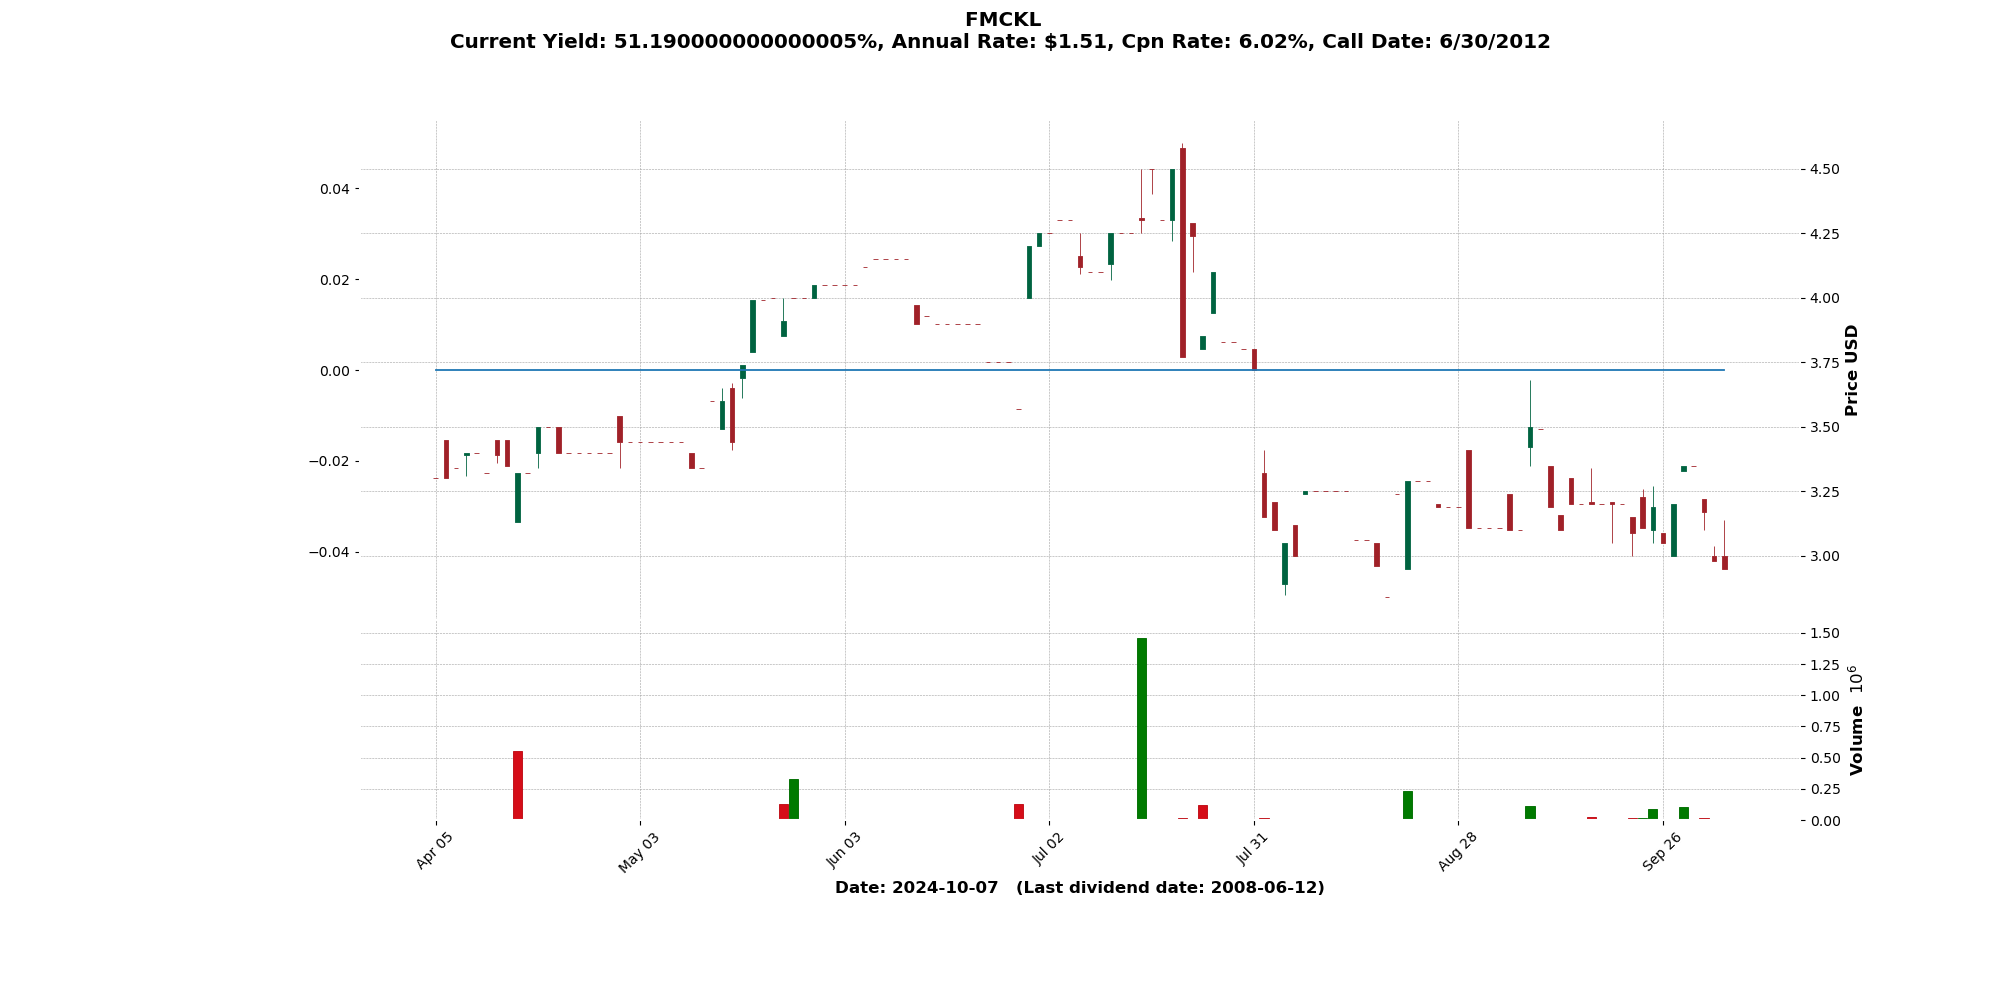 FMCKL
Current Yield: 51.190000000000005%, Annual Rate: $1.51, Cpn Rate: 6.02%, Call Date: 6/30/2012
0.04
0.02
0.00
−0.02
−0.04
4.50
4.25
4.00
3.75
3.50
3.25
3.00
Price USD
1.50
1.25
1.00
0.75
0.50
0.25
0.00
Volume 10^6
Apr 05
May 03
Jun 03
Jul 02
Jul 31
Aug 28
Sep 26
Date: 2024-10-07 (Last dividend date: 2008-06-12)